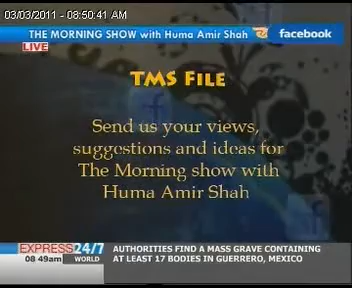 03/03/2011 - 08:50:41 AM
THE MORNING SHOW with Huma Amir Shah facebook
LIVE
TMS FILE
Send us your views,
suggestions and ideas for
The Morning show with
Huma Amir Shah
EXPRESS 24/7
08:49am WORLD
AUTHORITIES FIND A MASS GRAVE CONTAINING
AT LEAST 17 BODIES IN GUERRERO, MEXICO